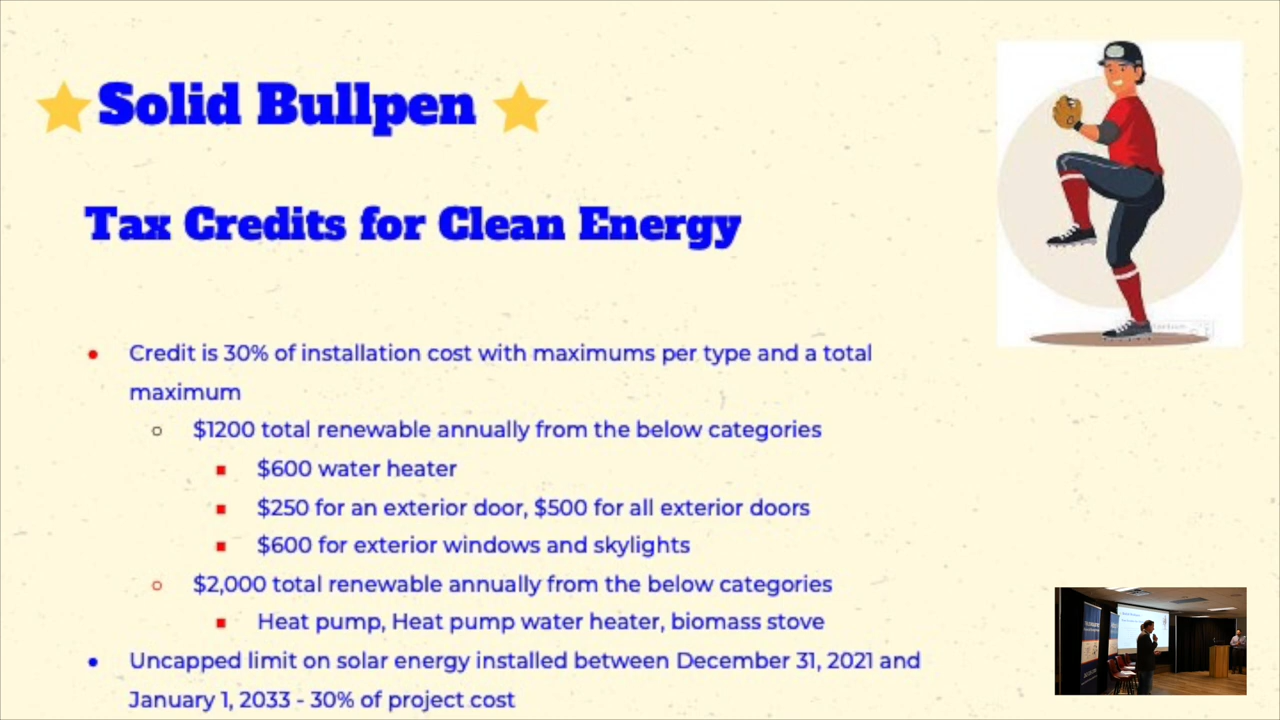 Solid Bullpen
Tax Credits for Clean Energy
Credit is 30% of installation cost with maximums per type and a total
maximum
$1200 total renewable annually from the below categories
$600 water heater
$250 for an exterior door, $500 for all exterior doors
$600 for exterior windows and skylights
$2,000 total renewable annually from the below categories
Heat pump, Heat pump water heater, biomass stove
Uncapped limit on solar energy installed between December 31, 2021 and
January 1, 2033 - 30% of project cost